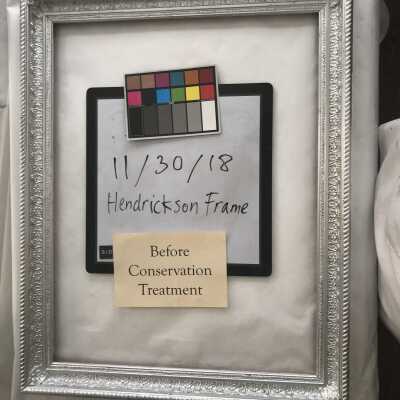 11/30/18
Hendrickson Frame
Before
Conservation
Treatment